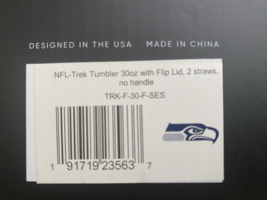 DESIGNED IN THE USA MADE IN CHINA
NFL-Trek Tumbler 30oz with Flip Lid, 2 straws,
no handle
TRK-F-30-F-SES
1 91719 23563 7